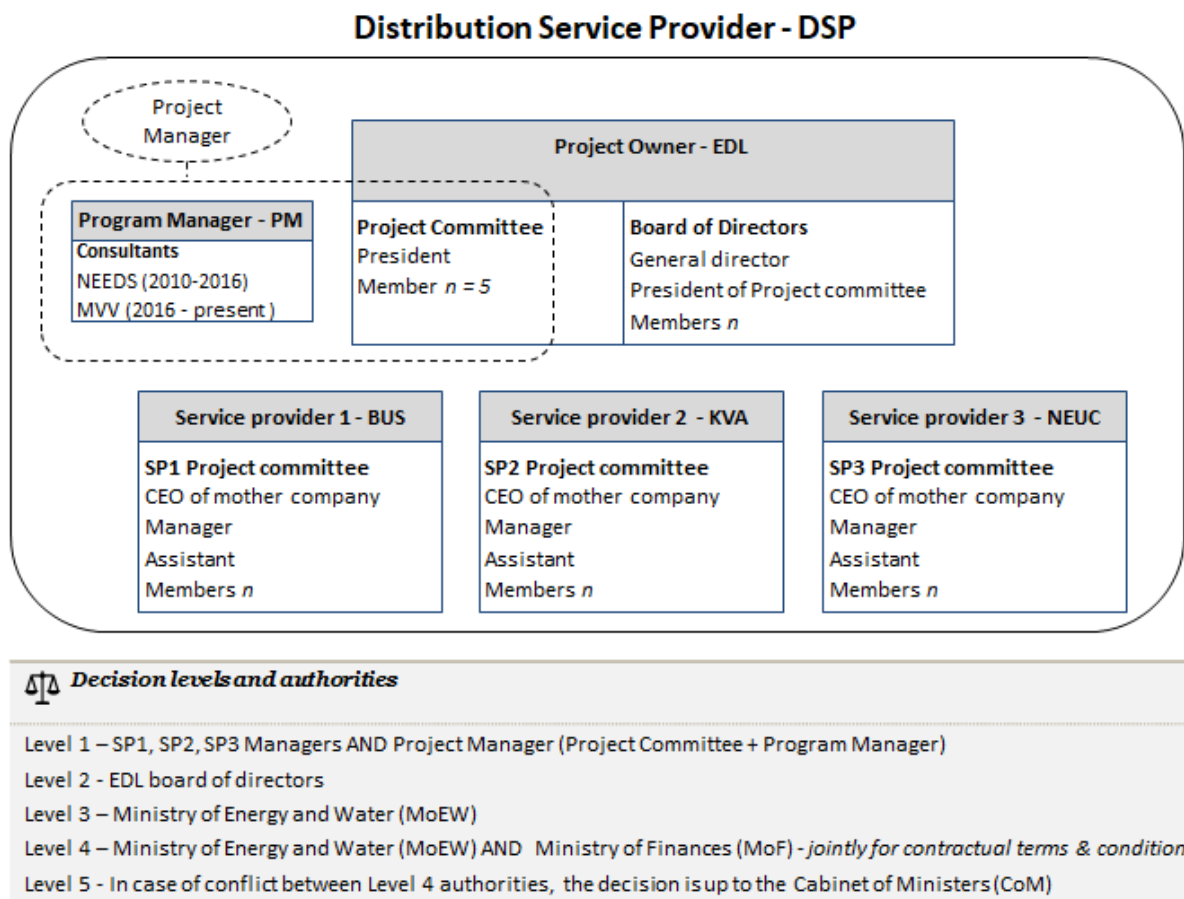 Distribution Service Provider - DSP
Project
Manager
Project Owner - EDL
Program Manager - PM
Consultants
NEEDS (2010-2016)
MVV (2016 - present )
Project Committee
President
Member n = 5
Board of Directors
General director
President of Project committee
Members n
Service provider 1 - BUS
SP1 Project committee
CEO of mother company
Manager
Assistant
Members n
Service provider 2 - KVA
SP2 Project committee
CEO of mother company
Manager
Assistant
Members n
Service provider 3 - NEUC
SP3 Project committee
CEO of mother company
Manager
Assistant
Members n
Decision levels and authorities
Level 1 – SP1, SP2, SP3 Managers AND Project Manager (Project Committee + Program Manager)
Level 2 - EDL board of directors
Level 3 – Ministry of Energy and Water (MoEW)
Level 4 – Ministry of Energy and Water (MoEW) AND Ministry of Finances (MoF) - jointly for contractual terms & condition
Level 5 - In case of conflict between Level 4 authorities, the decision is up to the Cabinet of Ministers (CoM)